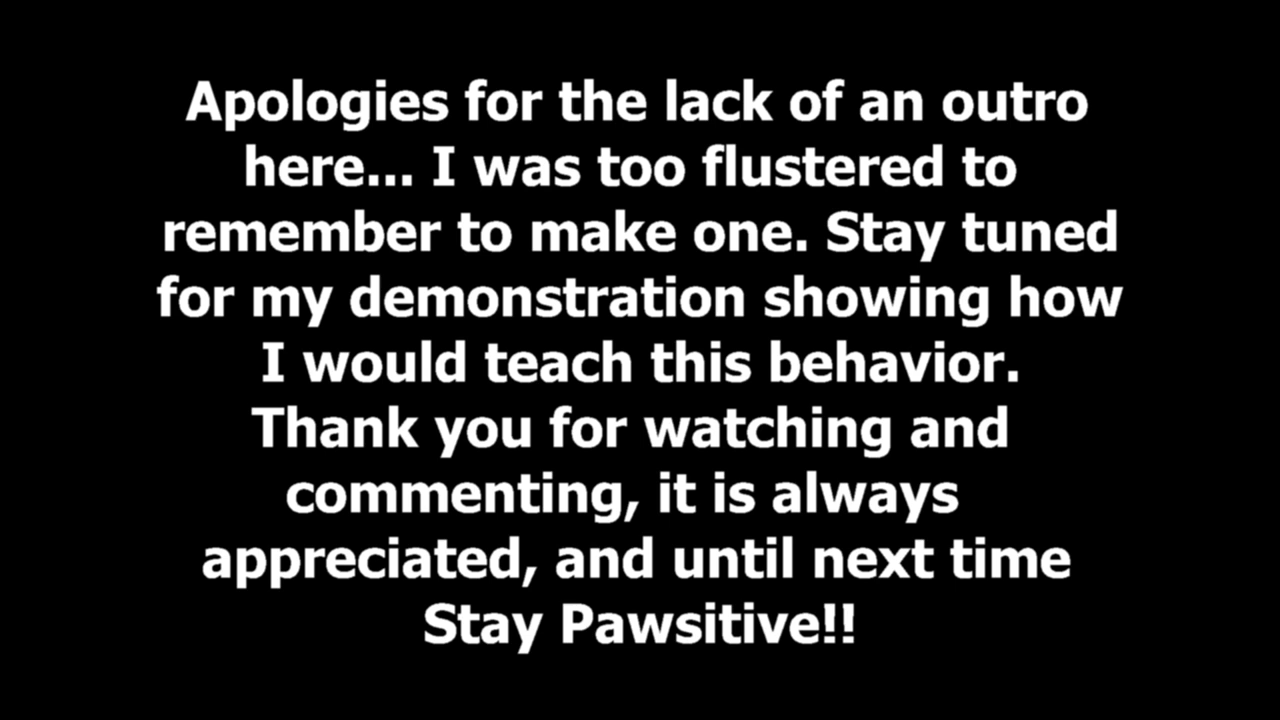 Apologies for the lack of an outro
here... I was too flustered to
remember to make one. Stay tuned
for my demonstration showing how
I would teach this behavior.
Thank you for watching and
commenting, it is always
appreciated, and until next time
Stay Pawsitive!!